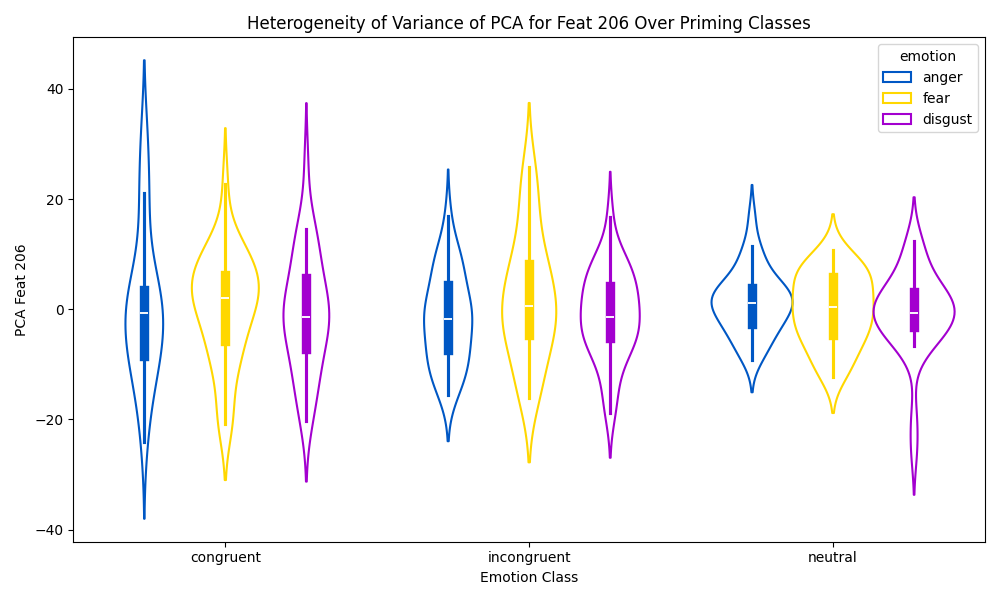 Heterogeneity of Variance of PCA for Feat 206 Over Priming Classes
emotion
anger
fear
disgust
PCA Feat 206
40
20
0
−20
−40
congruent
incongruent
neutral
Emotion Class